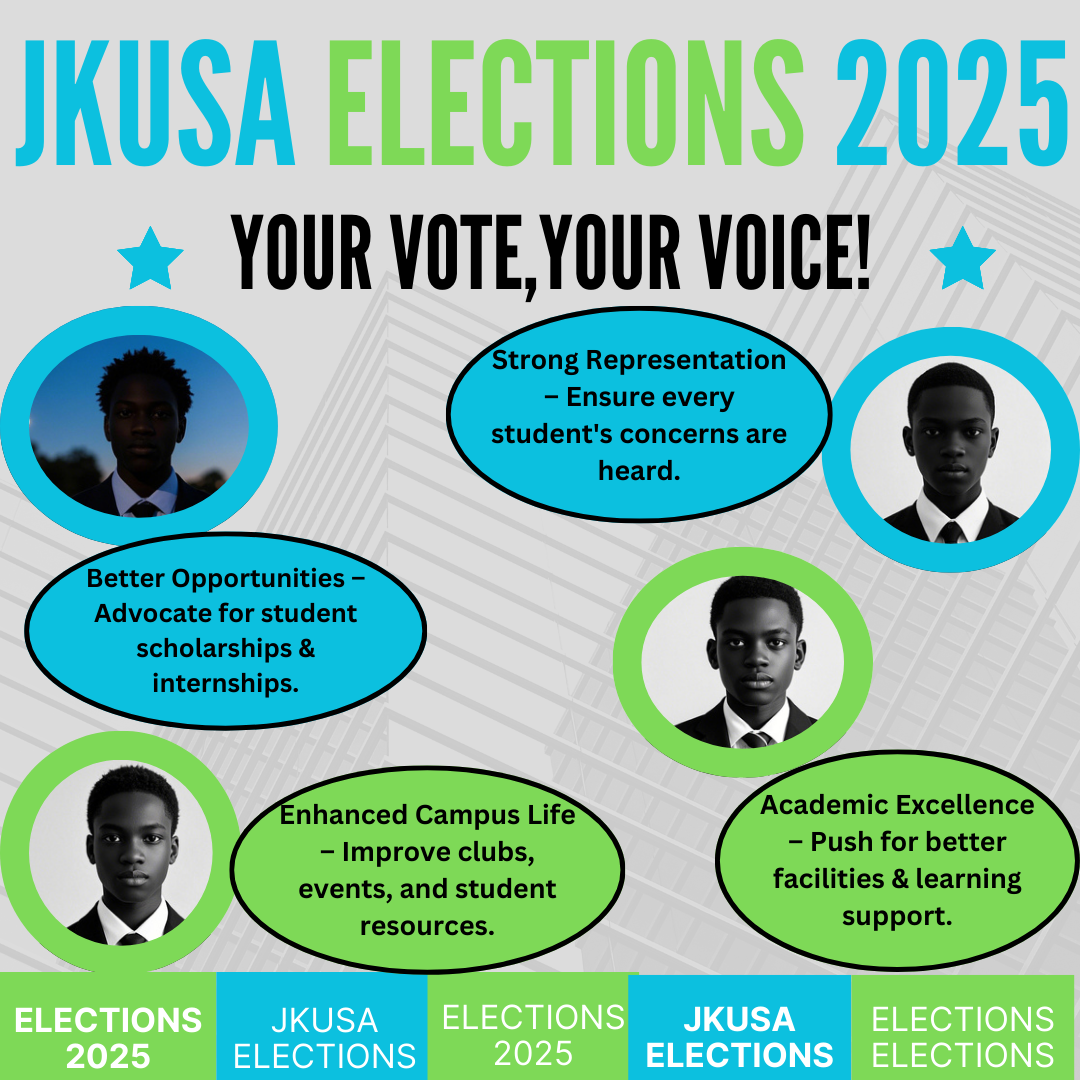 JKUSA ELECTIONS 2025
YOUR VOTE,YOUR VOICE!
Strong Representation
– Ensure every
student's concerns are
heard.
Better Opportunities –
Advocate for student
scholarships &
internships.
Enhanced Campus Life
– Improve clubs,
events, and student
resources.
Academic Excellence
– Push for better
facilities & learning
support.
ELECTIONS
2025
JKUSA
ELECTIONS
ELECTIONS
2025
JKUSA
ELECTIONS
ELECTIONS
ELECTIONS